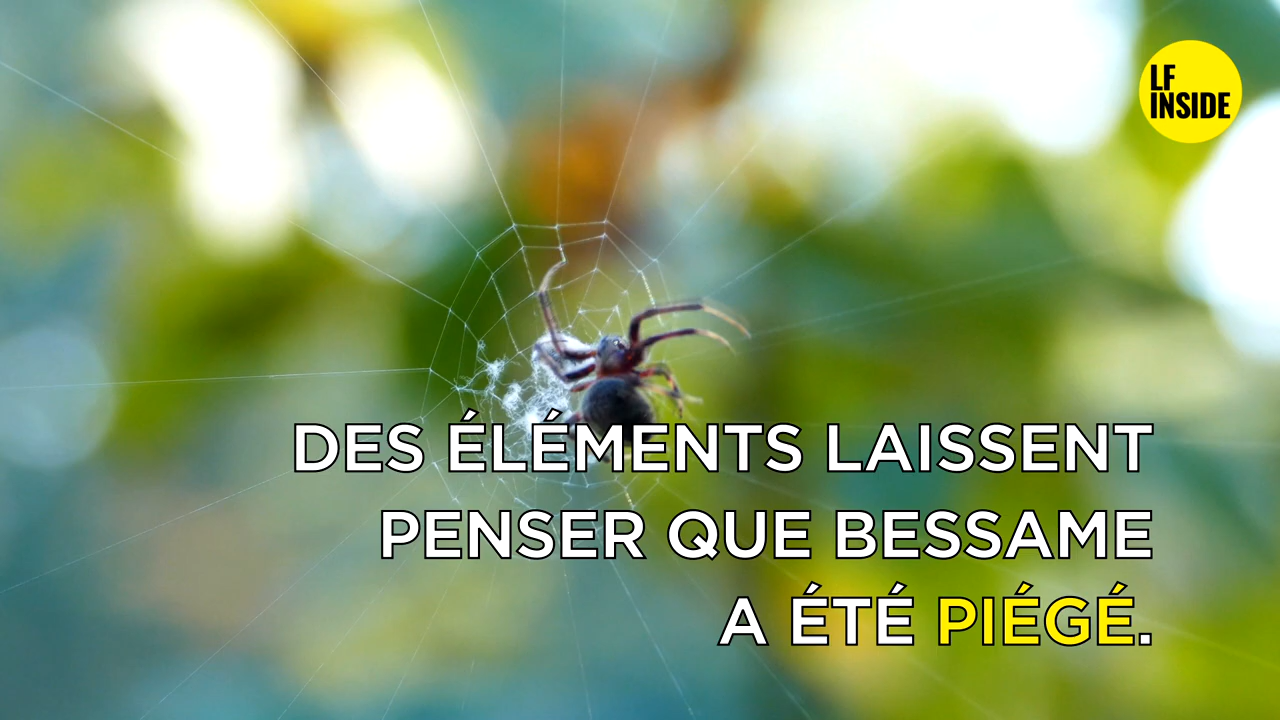 LF
INSIDE
DES ÉLÉMENTS LAISSENT
PENSER QUE BESSAME
A ÉTÉ PIÉGÉ.